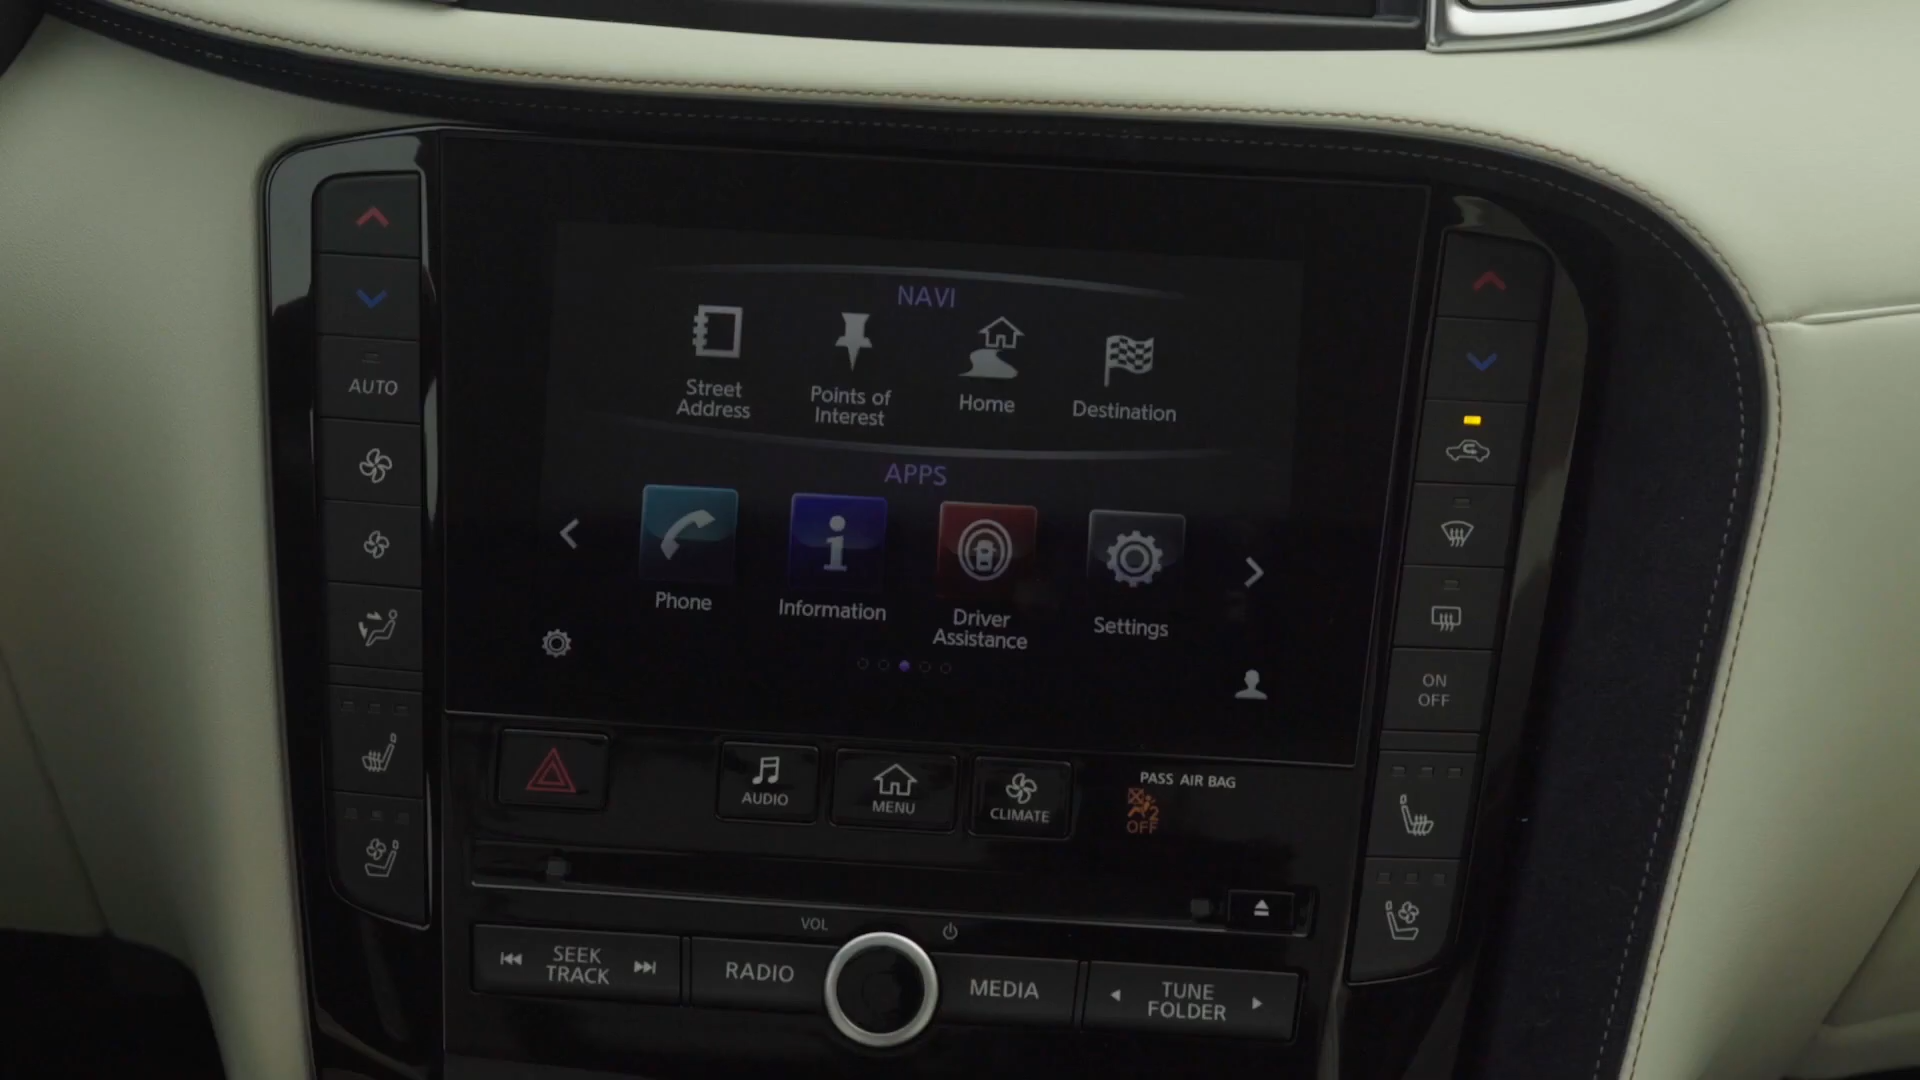 NAVI
Street
Address
Points of
Interest
Home
Destination
AUTO
APPS
Phone
Information
Driver
Assistance
Settings
ON
OFF
AUDIO
MENU
CLIMATE
PASS AIR BAG
2
OFF
VOL
SEEK
TRACK
RADIO
MEDIA
TUNE
FOLDER